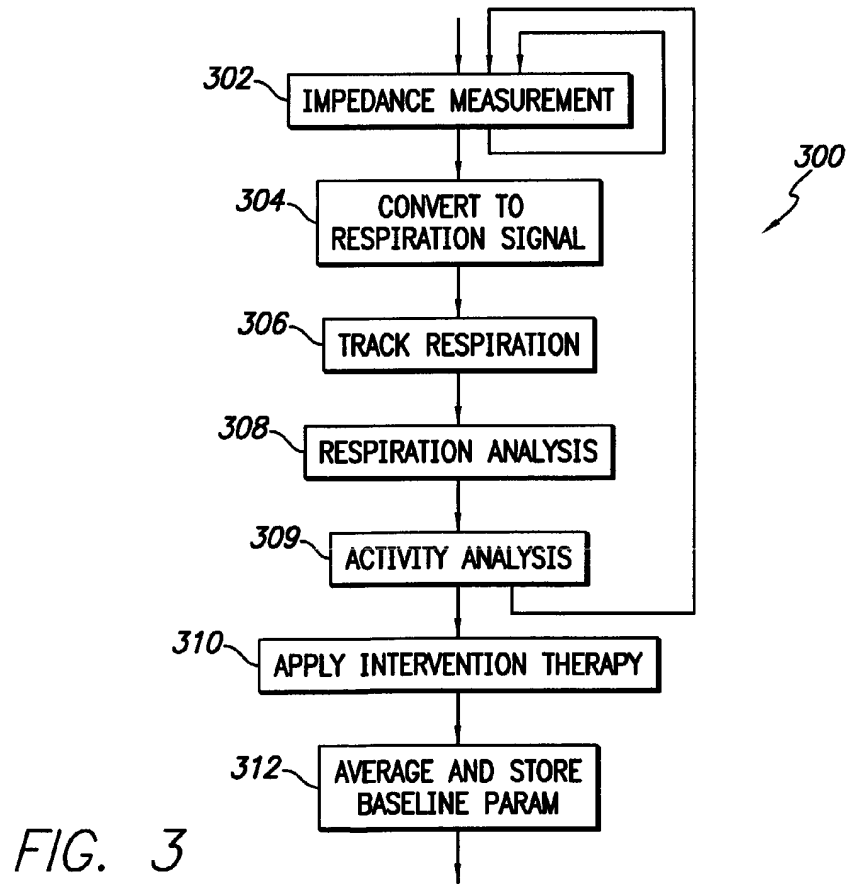 302
IMPEDANCE MEASUREMENT
300
304
CONVERT TO
RESPIRATION SIGNAL
306
TRACK RESPIRATION
308
RESPIRATION ANALYSIS
309
ACTIVITY ANALYSIS
310
APPLY INTERVENTION THERAPY
312
AVERAGE AND STORE
BASELINE PARAM
FIG. 3